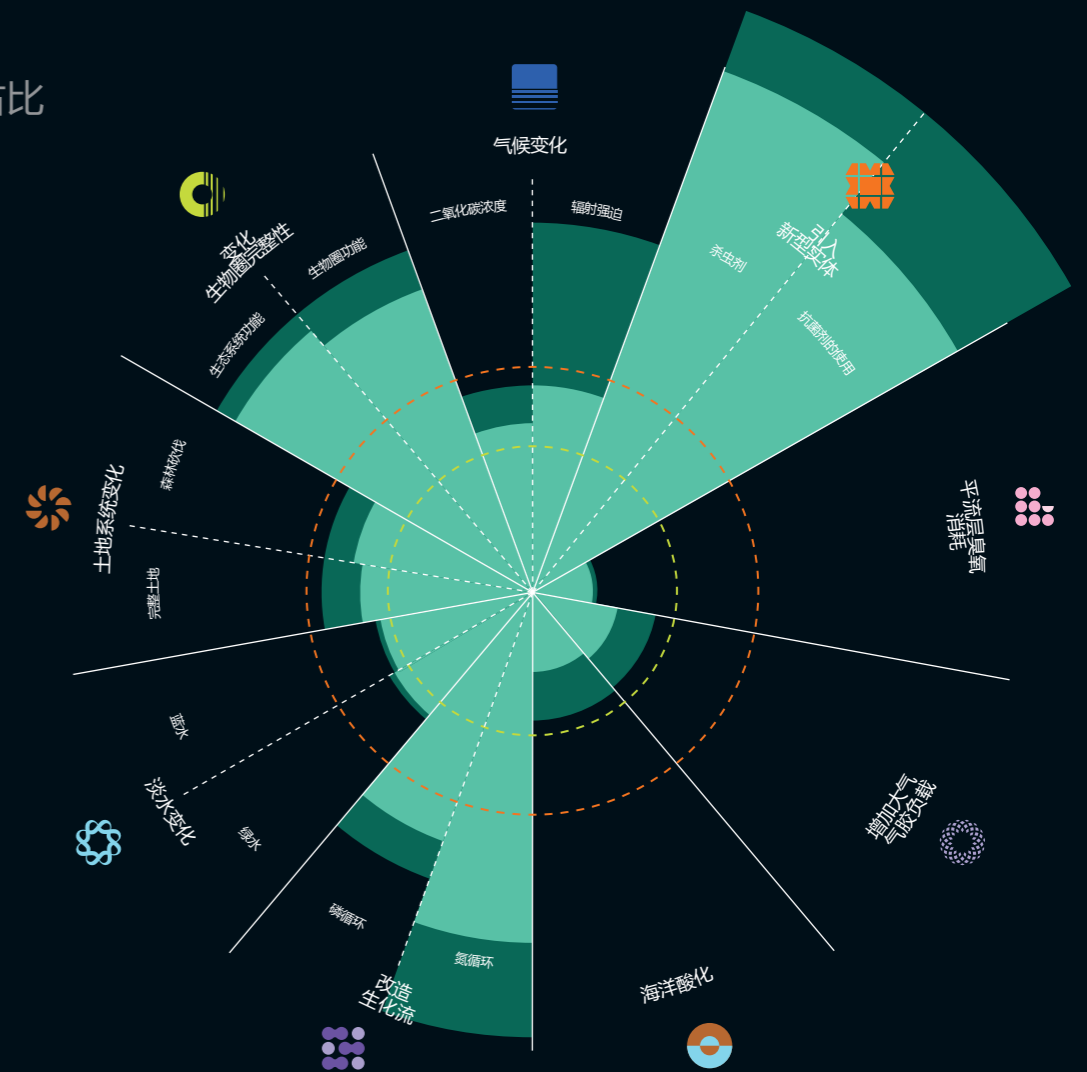 占比
气候变化
二氧化碳浓度
辐射强迫
引入
新型实体
杀虫剂
抗菌剂的使用
平流层臭氧
消耗
增加大气
气胶负载
海洋酸化
改造
生化流
氮循环
磷循环
淡水变化
绿水
蓝水
土地系统变化
完整土地
森林砍伐
变化
生物圈完整性
生态系统功能
生物圈功能